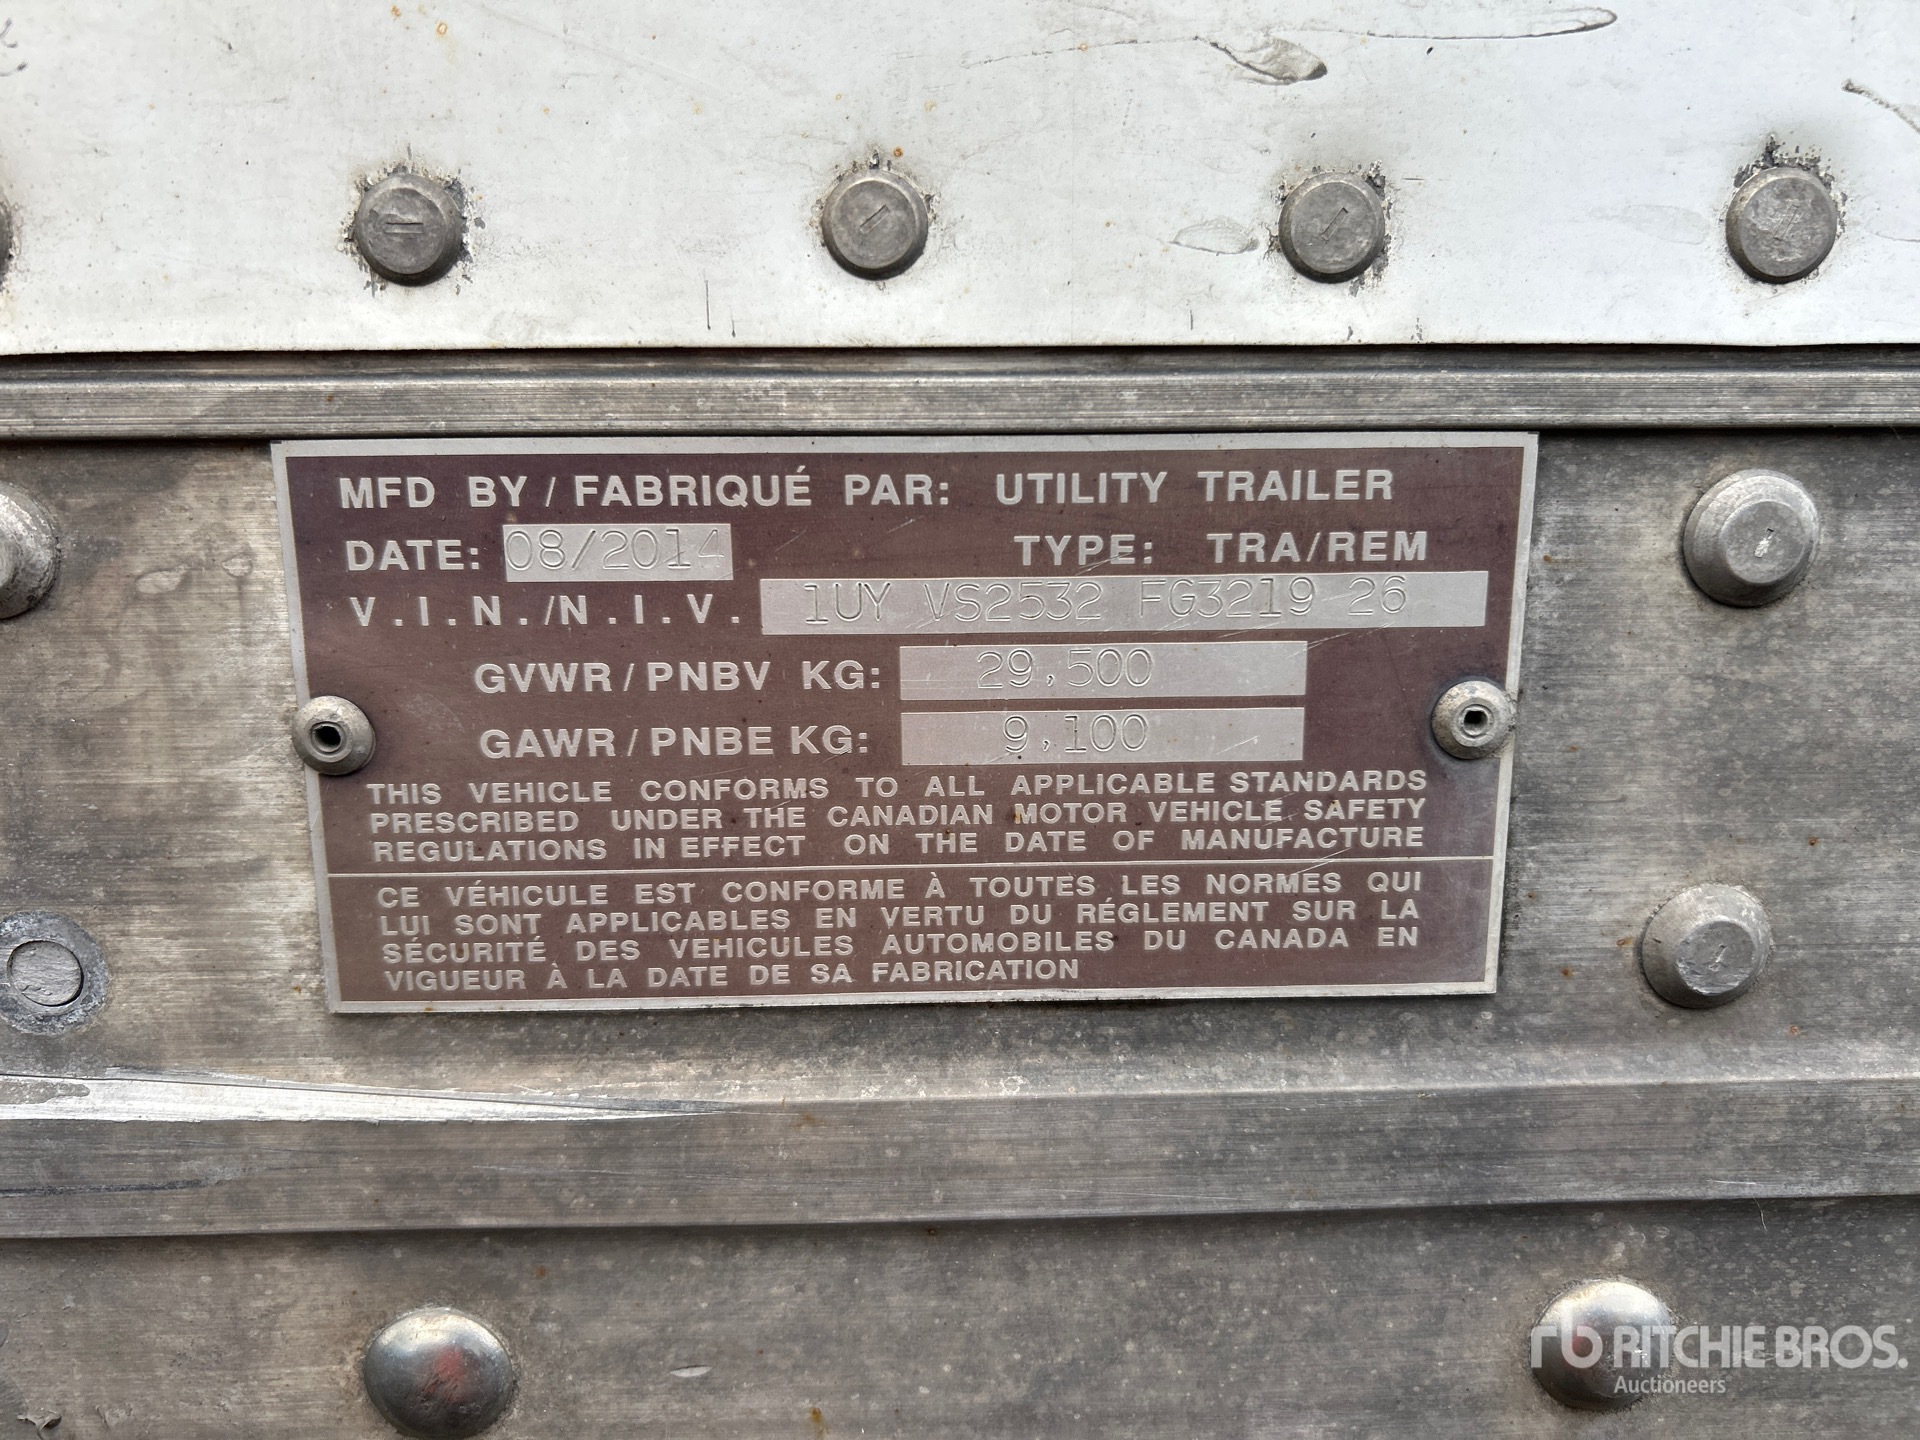 MFD BY / FABRIQUÉ PAR: UTILITY TRAILER
DATE: 08/2014 TYPE: TRA/REM
V.I.N./N.I.V. 1UY VS2532 FG3219 26
GVWR/PNBV KG: 29,500
GAWR/PNBE KG: 9,100
THIS VEHICLE CONFORMS TO ALL APPLICABLE STANDARDS
PRESCRIBED UNDER THE CANADIAN MOTOR VEHICLE SAFETY
REGULATIONS IN EFFECT ON THE DATE OF MANUFACTURE
CE VÉHICULE EST CONFORME À TOUTES LES NORMES QUI
LUI SONT APPLICABLES EN VERTU DU RÉGLEMENT SUR LA
SÉCURITÉ DES VEHICULES AUTOMOBILES DU CANADA EN
VIGUEUR À LA DATE DE SA FABRICATION
rb RITCHIE BROS.
Auctioneers